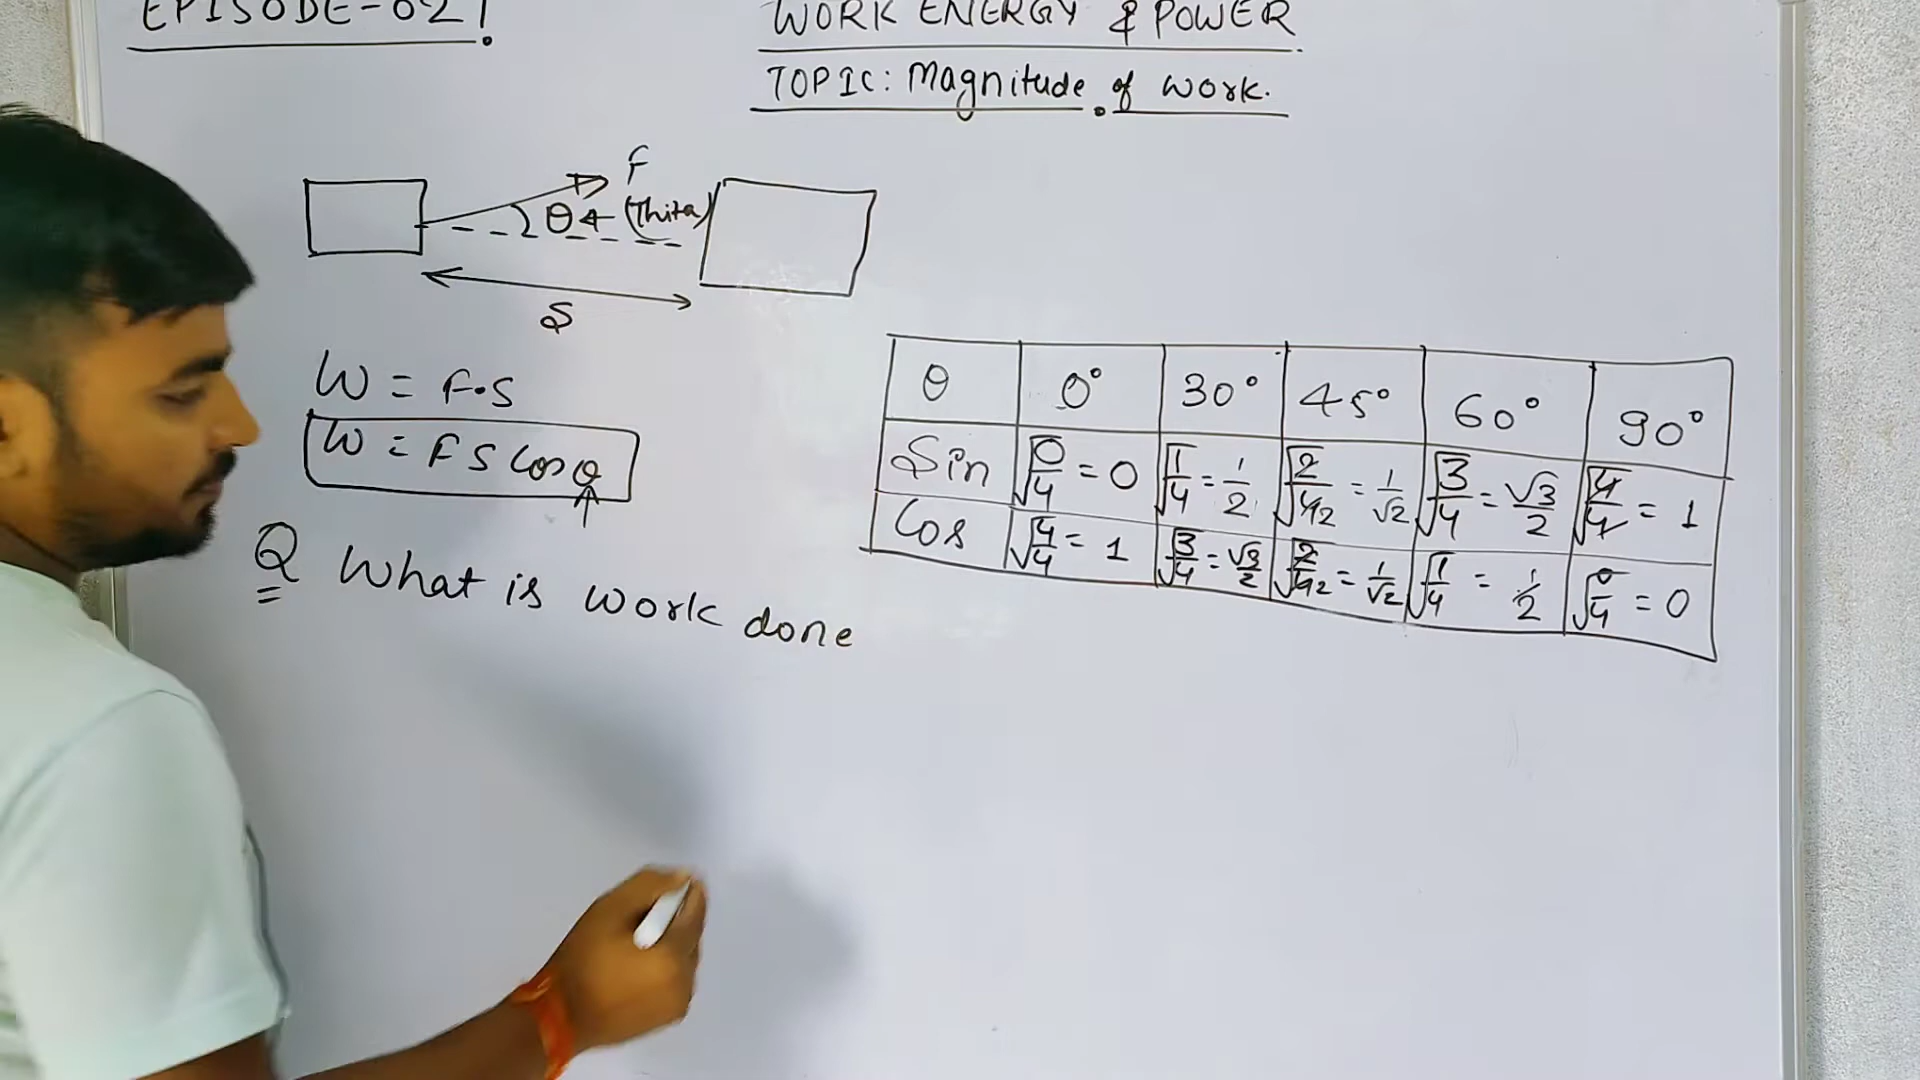 EPISODE-02!
WORK ENERGY & POWER
TOPIC: Magnitude of work.
F
θ ← (Thita)
S
W = F·S
W = F S Cos θ
Q What is work done
θ 0° 30° 45° 60° 90°
Sin √0/4 = 0 √1/4 = 1/2 √2/4 2 = 1/√2 √3/4 = √3/2 √4/4 = 1
Cos √4/4 = 1 √3/4 = √3/2 √2/4 2 = 1/√2 √1/4 = 1/2 √0/4 = 0